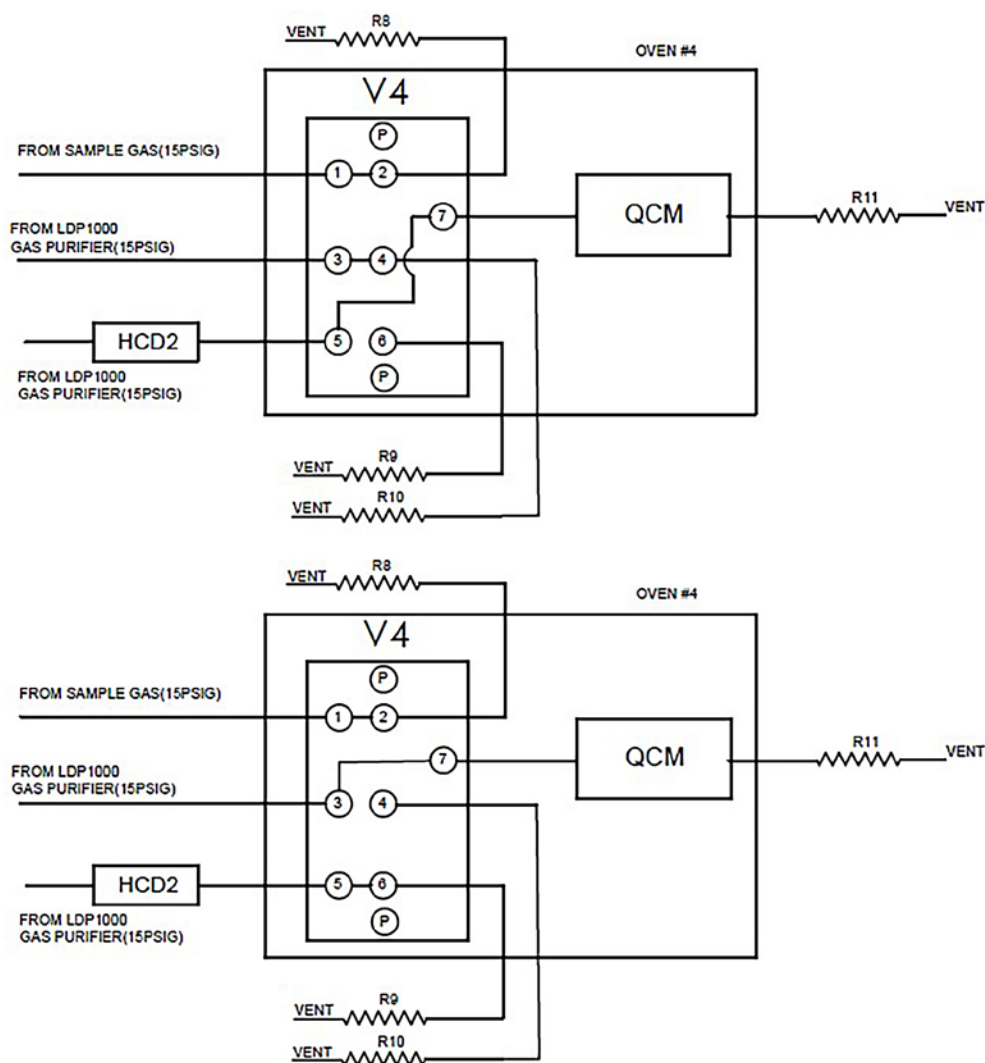 VENT
R8
OVEN #4
V4
P
FROM SAMPLE GAS(15PSIG)
1
2
7
QCM
R11
VENT
FROM LDP1000
GAS PURIFIER(15PSIG)
3
4
HCD2
5
6
FROM LDP1000
GAS PURIFIER(15PSIG)
P
VENT
R9
VENT
R10
VENT
R8
OVEN #4
V4
P
FROM SAMPLE GAS(15PSIG)
1
2
7
QCM
R11
VENT
FROM LDP1000
GAS PURIFIER(15PSIG)
3
4
HCD2
5
6
FROM LDP1000
GAS PURIFIER(15PSIG)
P
VENT
R9
VENT
R10